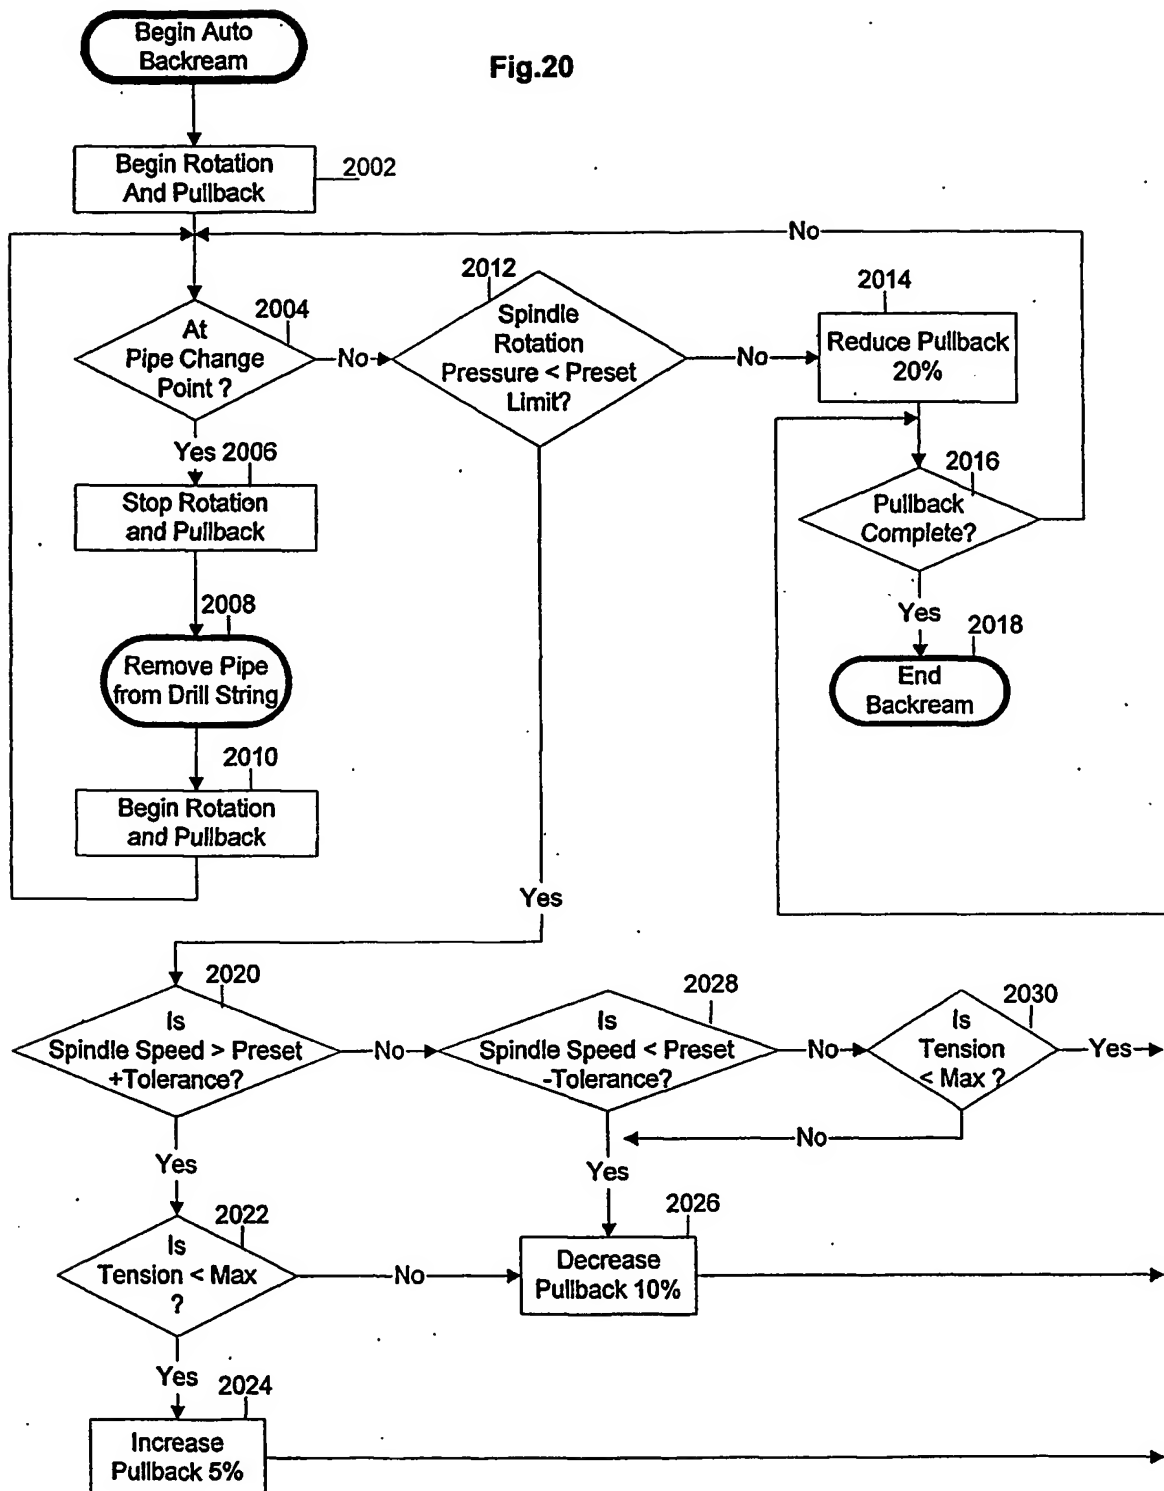 Begin Auto
Backream
Fig.20
Begin Rotation
And Pullback
2002
No
At
Pipe Change
Point ?
2004
No
2012
Spindle
Rotation
Pressure < Preset
Limit?
No
2014
Reduce Pullback
20%
Yes
2006
Stop Rotation
and Pullback
2016
Pullback
Complete?
Yes
2018
End
Backream
2008
Remove Pipe
from Drill String
2010
Begin Rotation
and Pullback
Yes
2020
Is
Spindle Speed > Preset
+Tolerance?
No
2028
Is
Spindle Speed < Preset
-Tolerance?
No
2030
Is
Tension
< Max ?
Yes
No
Yes
Yes
2022
Is
Tension < Max
?
No
2026
Decrease
Pullback 10%
Yes
2024
Increase
Pullback 5%